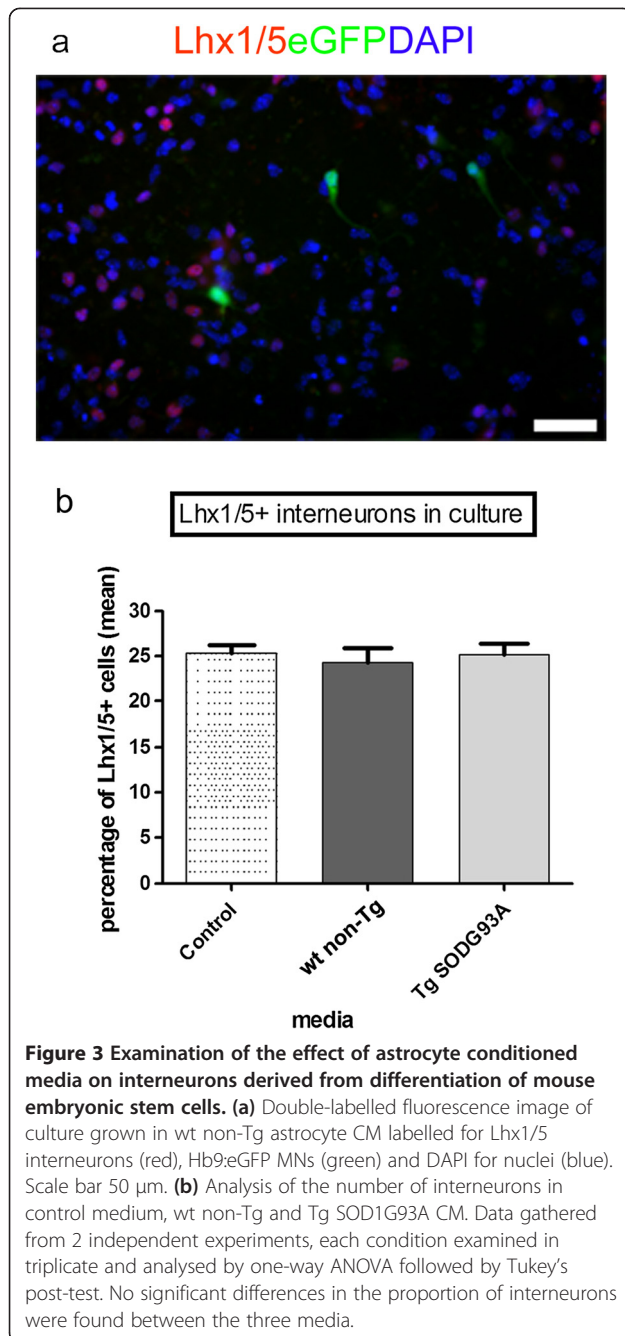 a
Lhx1/5eGFPDAPI
b
Lhx1/5+ interneurons in culture
percentage of Lhx1/5+ cells (mean)
30
25
20
15
10
5
0
Control
wt non-Tg
Tg SODG93A
media
Figure 3 Examination of the effect of astrocyte conditioned
media on interneurons derived from differentiation of mouse
embryonic stem cells. (a) Double-labelled fluorescence image of
culture grown in wt non-Tg astrocyte CM labelled for Lhx1/5
interneurons (red), Hb9:eGFP MNs (green) and DAPI for nuclei (blue).
Scale bar 50 μm. (b) Analysis of the number of interneurons in
control medium, wt non-Tg and Tg SOD1G93A CM. Data gathered
from 2 independent experiments, each condition examined in
triplicate and analysed by one-way ANOVA followed by Tukey's
post-test. No significant differences in the proportion of interneurons
were found between the three media.